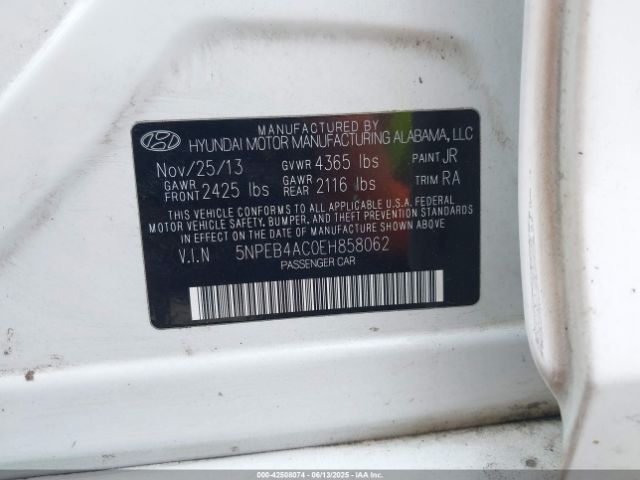 MANUFACTURED BY
HYUNDAI MOTOR MANUFACTURING ALABAMA, LLC
Nov/25/13 GVWR 4365 lbs PAINT JR
GAWR FRONT 2425 lbs GAWR REAR 2116 lbs TRIM RA
THIS VEHICLE CONFORMS TO ALL APPLICABLE U.S.A. FEDERAL
MOTOR VEHICLE SAFETY, BUMPER, AND THEFT PREVENTION STANDARDS
IN EFFECT ON THE DATE OF MANUFACTURE SHOWN ABOVE
V.I.N 5NPEB4AC0EH858062
PASSENGER CAR
000-42508074 - 06/13/2025 - IAAI.COM